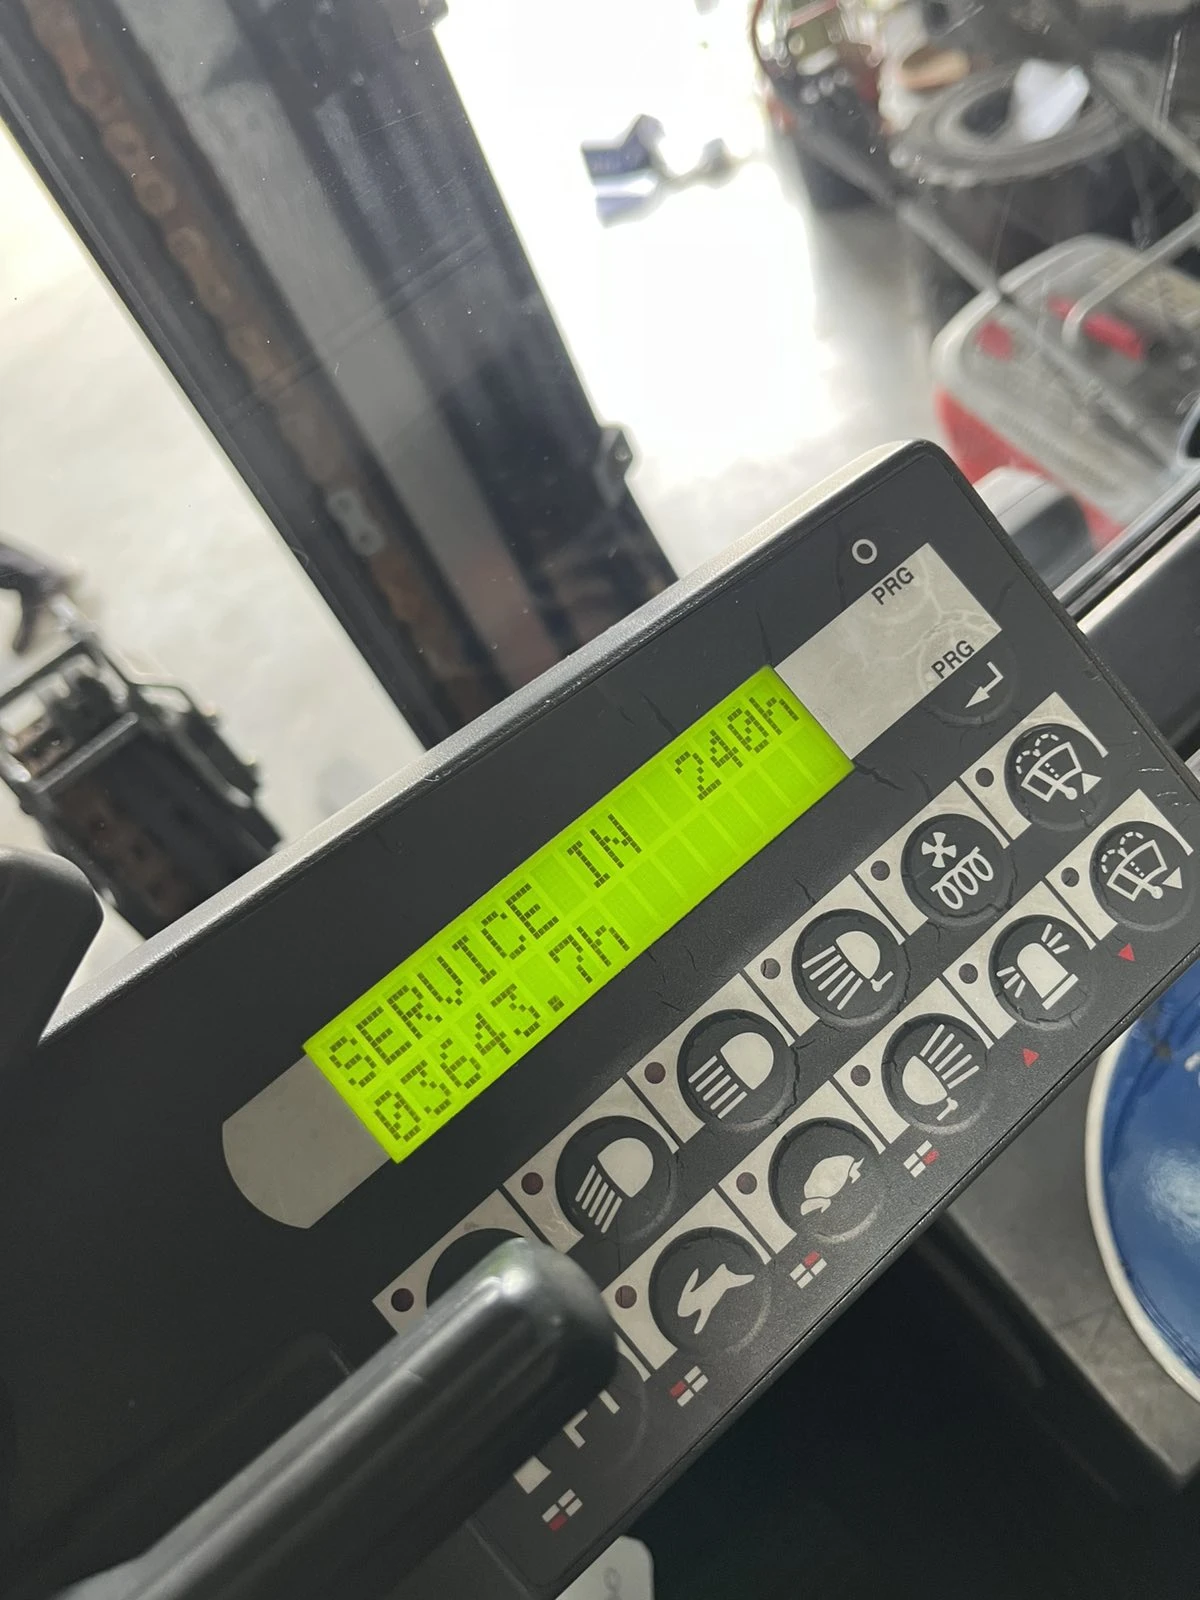 PRG
PRG
SERVICE IN 240h
03643.7h